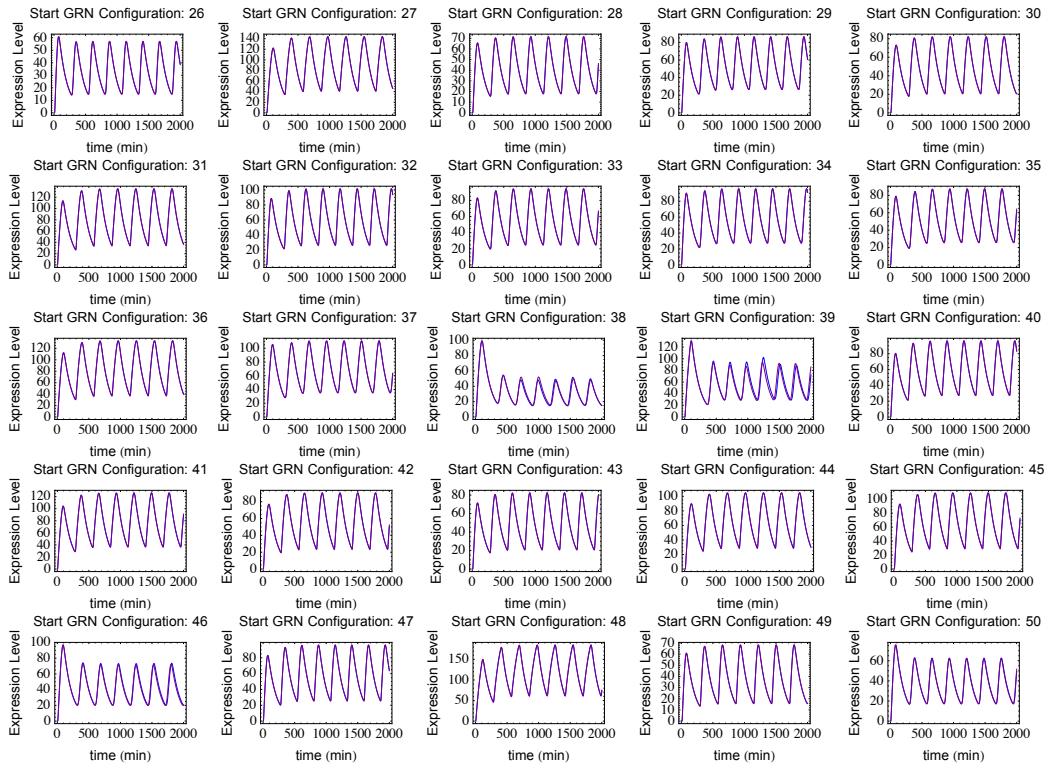 Start GRN Configuration: 26
Start GRN Configuration: 27
Start GRN Configuration: 28
Start GRN Configuration: 29
Start GRN Configuration: 30
Expression Level
60
50
40
30
20
10
0
0 500 1000 1500 2000
time (min)
Expression Level
140
120
100
80
60
40
20
0
0 500 1000 1500 2000
time (min)
Expression Level
70
60
50
40
30
20
10
0
0 500 1000 1500 2000
time (min)
Expression Level
80
60
40
20
0
0 500 1000 1500 2000
time (min)
Expression Level
80
60
40
20
0
0 500 1000 1500 2000
time (min)
Start GRN Configuration: 31
Start GRN Configuration: 32
Start GRN Configuration: 33
Start GRN Configuration: 34
Start GRN Configuration: 35
Expression Level
120
100
80
60
40
20
0
0 500 1000 1500 2000
time (min)
Expression Level
100
80
60
40
20
0
0 500 1000 1500 2000
time (min)
Expression Level
80
60
40
20
0
0 500 1000 1500 2000
time (min)
Expression Level
80
60
40
20
0
0 500 1000 1500 2000
time (min)
Expression Level
80
60
40
20
0
0 500 1000 1500 2000
time (min)
Start GRN Configuration: 36
Start GRN Configuration: 37
Start GRN Configuration: 38
Start GRN Configuration: 39
Start GRN Configuration: 40
Expression Level
120
100
80
60
40
20
0
0 500 1000 1500 2000
time (min)
Expression Level
120
100
80
60
40
20
0
0 500 1000 1500 2000
time (min)
Expression Level
100
80
60
40
20
0
0 500 1000 1500 2000
time (min)
Expression Level
120
100
80
60
40
20
0
0 500 1000 1500 2000
time (min)
Expression Level
100
80
60
40
20
0
0 500 1000 1500 2000
time (min)
Start GRN Configuration: 41
Start GRN Configuration: 42
Start GRN Configuration: 43
Start GRN Configuration: 44
Start GRN Configuration: 45
Expression Level
120
100
80
60
40
20
0
0 500 1000 1500 2000
time (min)
Expression Level
80
60
40
20
0
0 500 1000 1500 2000
time (min)
Expression Level
80
60
40
20
0
0 500 1000 1500 2000
time (min)
Expression Level
100
80
60
40
20
0
0 500 1000 1500 2000
time (min)
Expression Level
100
80
60
40
20
0
0 500 1000 1500 2000
time (min)
Start GRN Configuration: 46
Start GRN Configuration: 47
Start GRN Configuration: 48
Start GRN Configuration: 49
Start GRN Configuration: 50
Expression Level
100
80
60
40
20
0
0 500 1000 1500 2000
time (min)
Expression Level
100
80
60
40
20
0
0 500 1000 1500 2000
time (min)
Expression Level
150
100
50
0
0 500 1000 1500 2000
time (min)
Expression Level
70
60
50
40
30
20
10
0
0 500 1000 1500 2000
time (min)
Expression Level
60
40
20
0
0 500 1000 1500 2000
time (min)